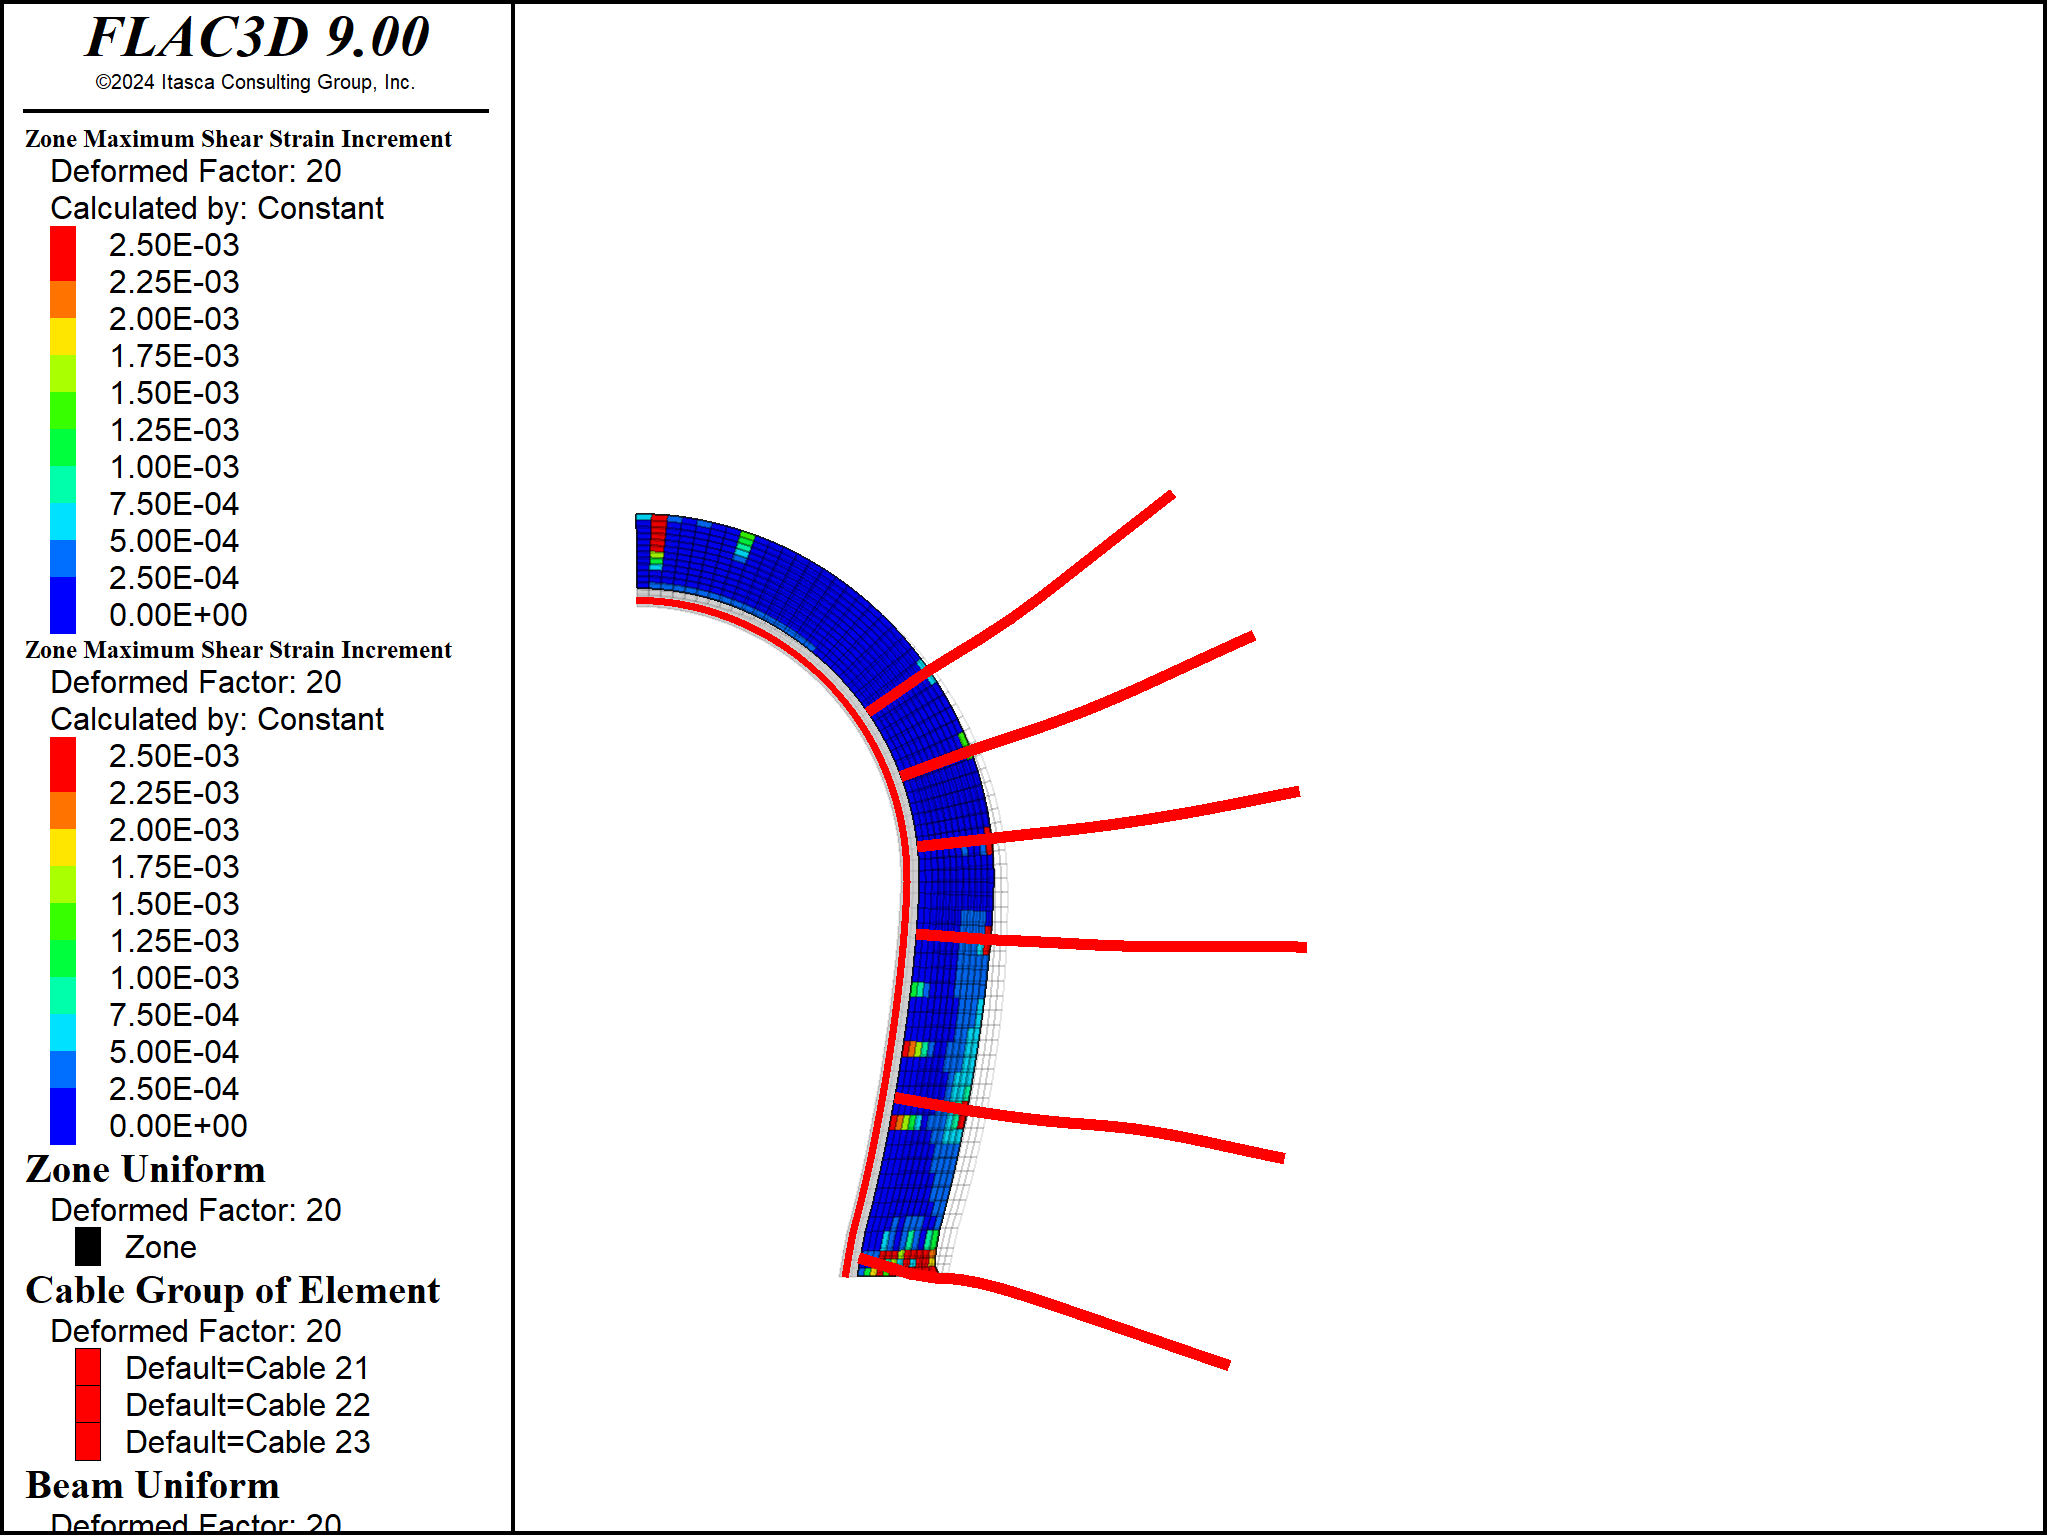 FLAC3D 9.00
©2024 Itasca Consulting Group, Inc.
Zone Maximum Shear Strain Increment
Deformed Factor: 20
Calculated by: Constant
2.50E-03
2.25E-03
2.00E-03
1.75E-03
1.50E-03
1.25E-03
1.00E-03
7.50E-04
5.00E-04
2.50E-04
0.00E+00
Zone Maximum Shear Strain Increment
Deformed Factor: 20
Calculated by: Constant
2.50E-03
2.25E-03
2.00E-03
1.75E-03
1.50E-03
1.25E-03
1.00E-03
7.50E-04
5.00E-04
2.50E-04
0.00E+00
Zone Uniform
Deformed Factor: 20
Zone
Cable Group of Element
Deformed Factor: 20
Default=Cable 21
Default=Cable 22
Default=Cable 23
Beam Uniform
Deformed Factor: 20